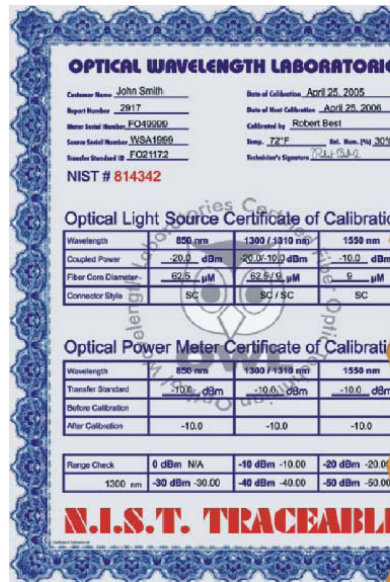 OPTICAL WAVELENGTH LABORATORIE
Customer Name John Smith Date of Calibration April 25, 2005
Report Number 2917 Date of Next Calibration April 25, 2006
Meter Serial Number FO49999 Calibrated by Robert Best
Source Serial Number WSA1999 Temp. 72°F Rel. Hum. (%) 30%
Transfer Standard ID FO21172 Technician's Signature
NIST # 814342
Optical Light Source Certificate of Calibratio
Wavelength 850 nm 1300 / 1310 nm 1550 nm
Coupled Power -20.0 dBm -20.0/-10.0 dBm -10.0 dBm
Fiber Core Diameter 62.5 µM 62.5 / 9 µM 9 µM
Connector Style SC SC / SC SC
Optical Power Meter Certificate of Calibrati
Wavelength 850 nm 1300 / 1310 nm 1550 nm
Transfer Standard -10.0 dBm -10.0 dBm -10.0 dBm
Before Calibration
After Calibration -10.0 -10.0 -10.0
Range Check 0 dBm N/A -10 dBm -10.00 -20 dBm -20.00
1300 nm -30 dBm -30.00 -40 dBm -40.00 -50 dBm -50.00
N.I.S.T. TRACEABLE